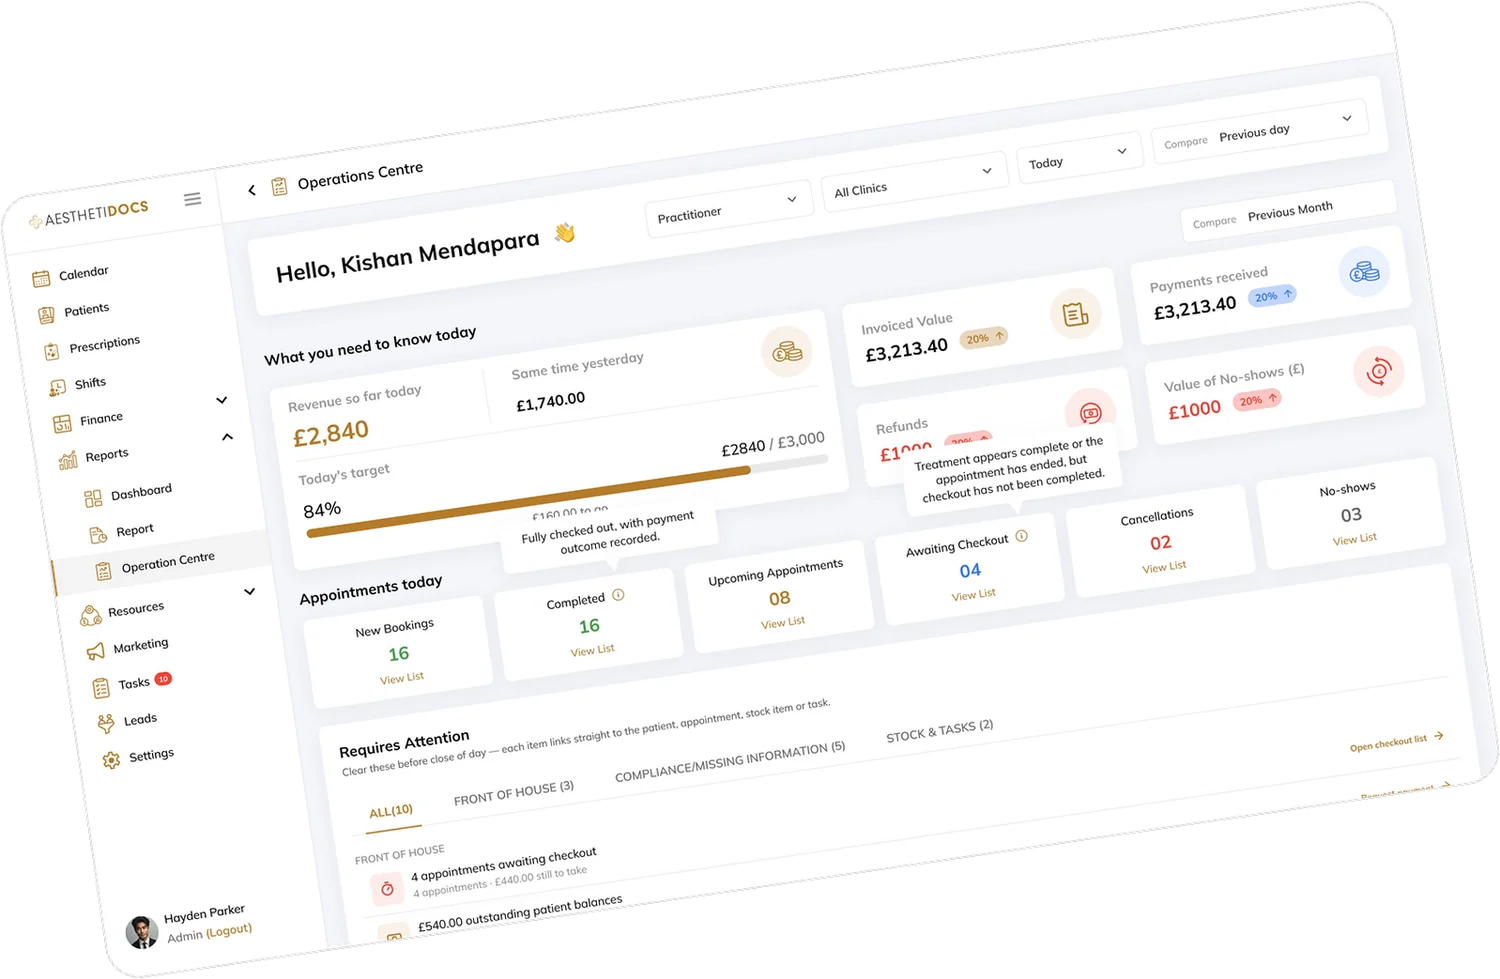 AESTHETIDOCS
Calendar
Patients
Prescriptions
Shifts
Finance
Reports
Dashboard
Report
Operation Centre
Resources
Marketing
Tasks 10
Leads
Settings
Hayden Parker
Admin (Logout)
Operations Centre
Hello, Kishan Mendapara 👋
Practitioner
All Clinics
Today
Compare Previous day
Compare Previous Month
What you need to know today
Revenue so far today
£2,840
Same time yesterday
£1,740.00
Today's target
84%
£2840 / £3,000
£160.00 to go
Invoiced Value
£3,213.40 20% ↑
Payments received
£3,213.40 20% ↑
Refunds
£1000 20% ↑
Value of No-shows (£)
£1000 20% ↑
Appointments today
Fully checked out, with payment
outcome recorded.
Treatment appears complete or the
appointment has ended, but
checkout has not been completed.
New Bookings
16
View List
Completed
16
View List
Upcoming Appointments
08
View List
Awaiting Checkout
04
View List
Cancellations
02
View List
No-shows
03
View List
Requires Attention
Clear these before close of day — each item links straight to the patient, appointment, stock item or task.
ALL(10)
FRONT OF HOUSE (3)
COMPLIANCE/MISSING INFORMATION (5)
STOCK & TASKS (2)
FRONT OF HOUSE
4 appointments awaiting checkout
4 appointments · £440.00 still to take
Open checkout list →
£540.00 outstanding patient balances
Request payment →